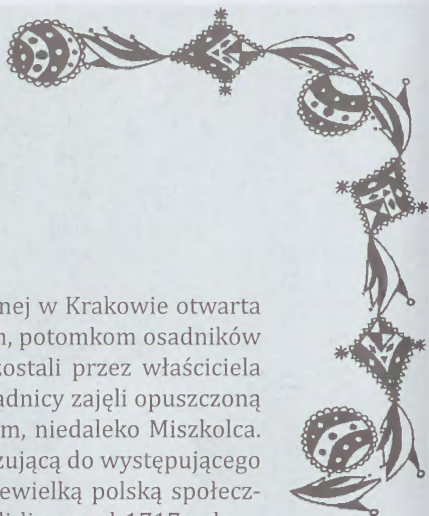 nej w Krakowie otwarta
potomkom osadników
zostali przez właściciela
adnicy zajęli opuszczoną
m, niedaleko Miszkolca.
zującą do występującego
ewielką polską społecz-